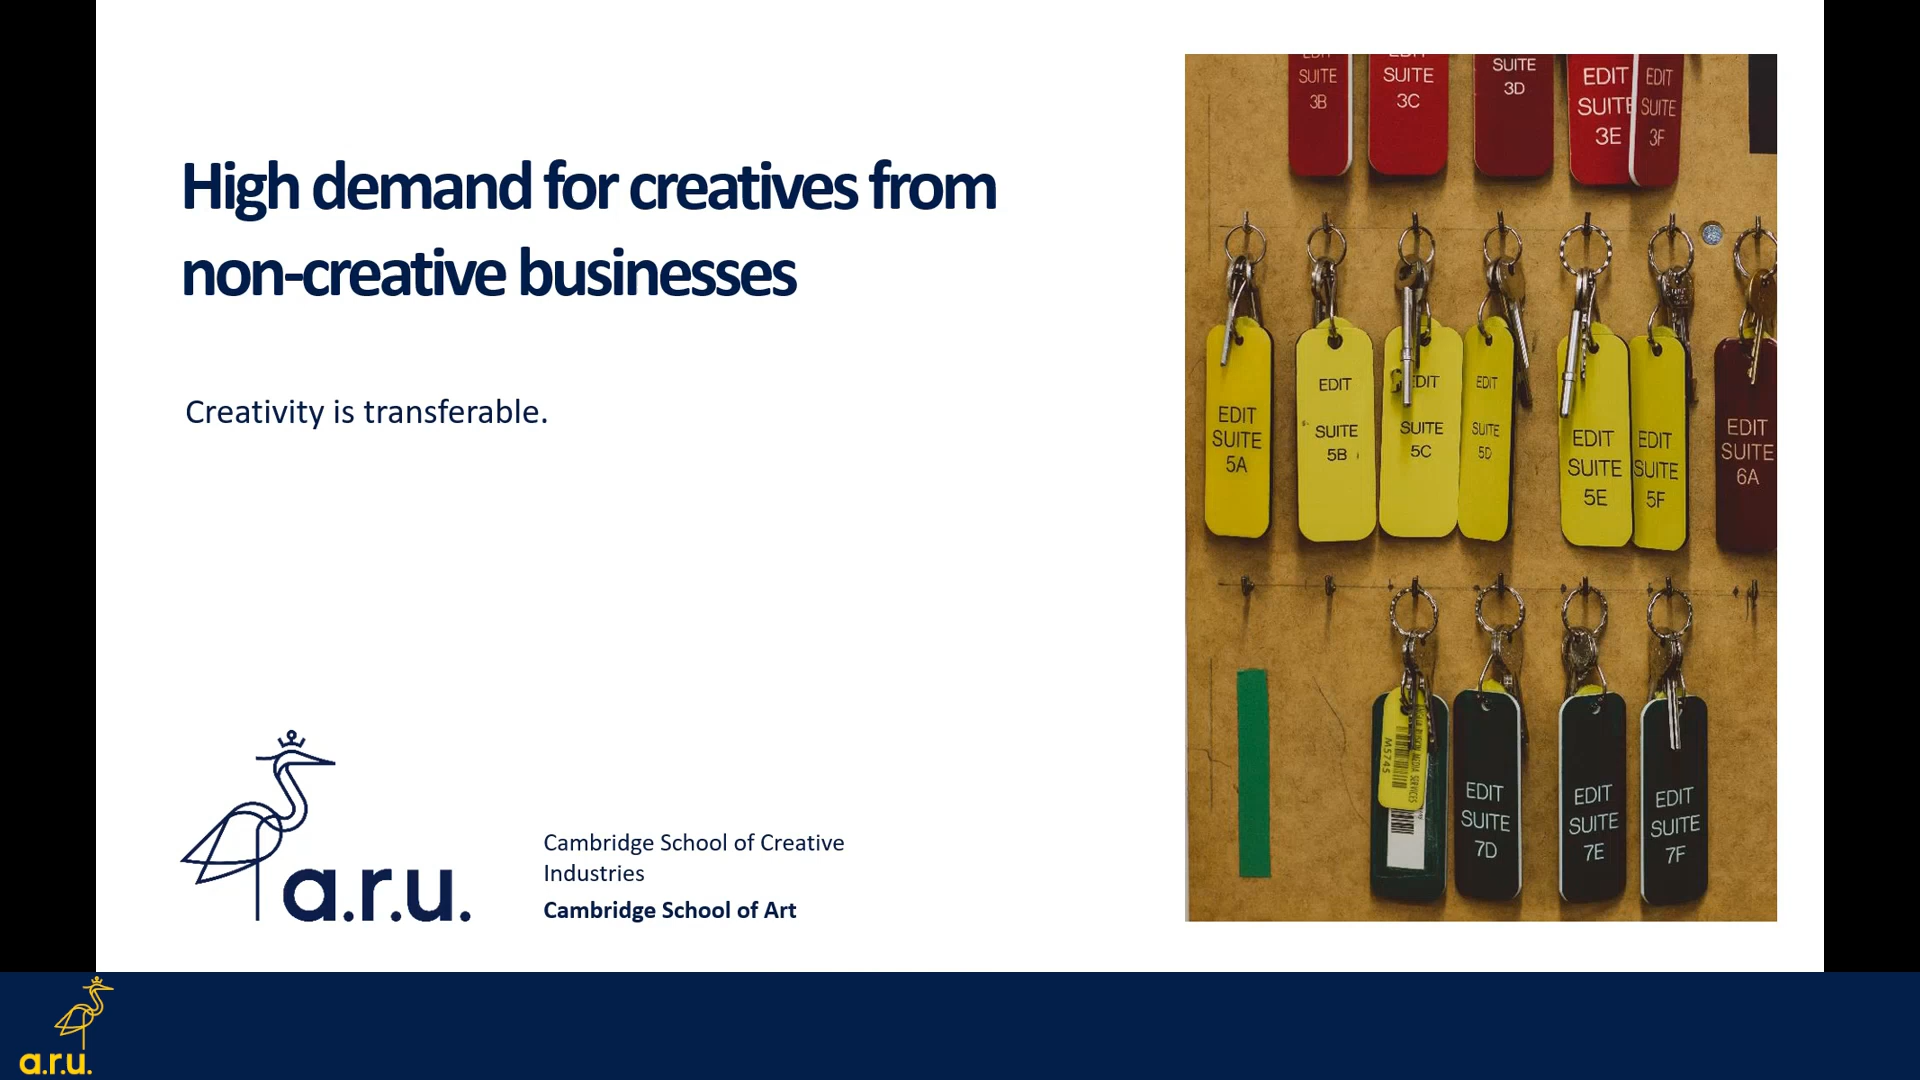 High demand for creatives from
non-creative businesses
Creativity is transferable.
a.r.u.
Cambridge School of Creative
Industries
Cambridge School of Art
SUITE
3B
SUITE
3C
SUITE
3D
EDIT
SUITE
3E
EDIT
SUITE
3F
EDIT
SUITE
5A
EDIT
SUITE
5B
EDIT
SUITE
5C
EDIT
SUITE
5D
EDIT
SUITE
5E
EDIT
SUITE
5F
EDIT
SUITE
6A
M5745
MEDIA SERVICES
EDIT
SUITE
7D
EDIT
SUITE
7E
EDIT
SUITE
7F
a.r.u.